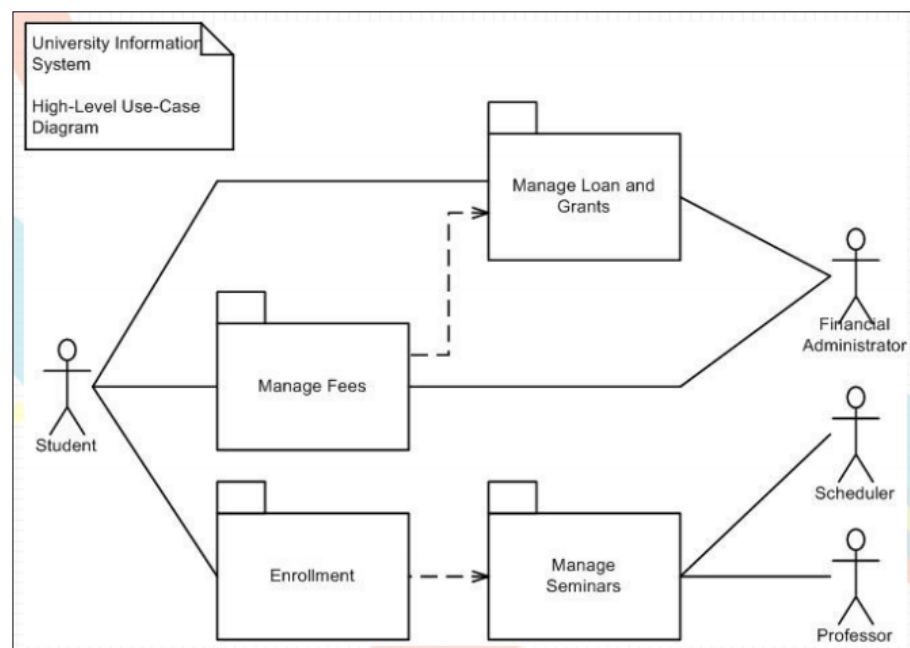 University Information
System
High-Level Use-Case
Diagram
Manage Loan and
Grants
Financial
Administrator
Manage Fees
Student
Scheduler
Enrollment
Manage
Seminars
Professor